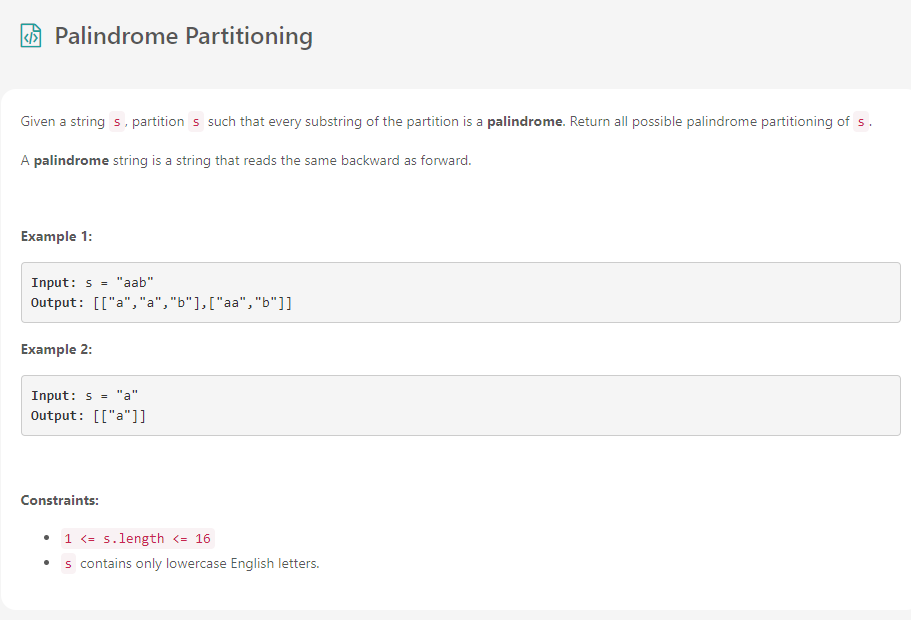 Palindrome Partitioning
Given a string s, partition s such that every substring of the partition is a palindrome. Return all possible palindrome partitioning of s.
A palindrome string is a string that reads the same backward as forward.
Example 1:
Input: s = "aab"
Output: [["a","a","b"],["aa","b"]]
Example 2:
Input: s = "a"
Output: [["a"]]
Constraints:
• 1 <= s.length <= 16
• s contains only lowercase English letters.